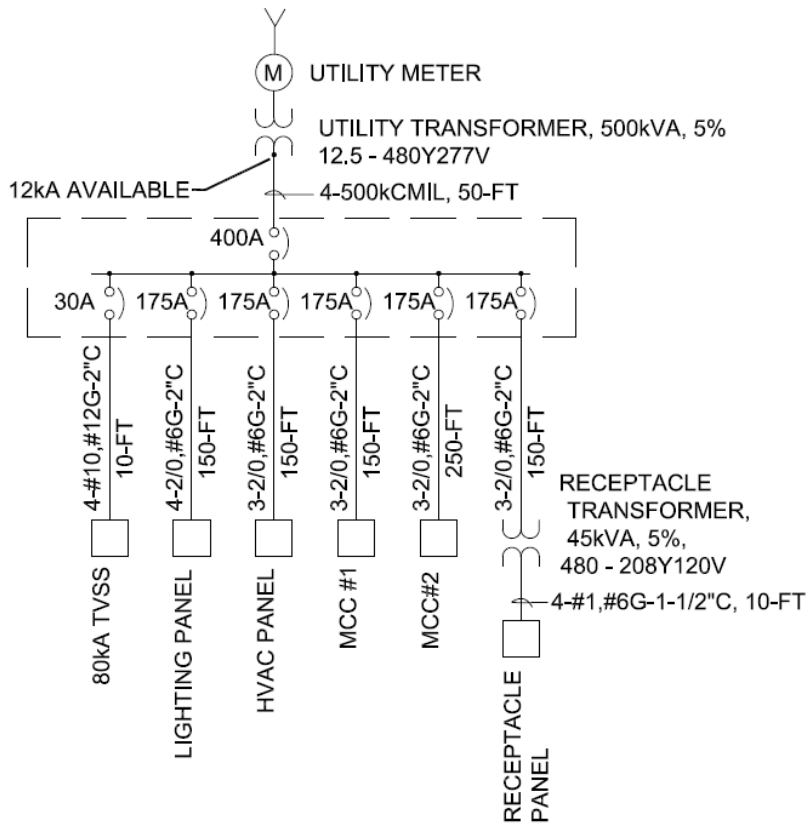 M
UTILITY METER
UTILITY TRANSFORMER, 500kVA, 5%
12.5 - 480Y277V
12kA AVAILABLE
4-500kCMIL, 50-FT
400A
30A
175A
175A
175A
175A
175A
4-#10,#12G-2"C
10-FT
4-2/0,#6G-2"C
150-FT
3-2/0,#6G-2"C
150-FT
3-2/0,#6G-2"C
150-FT
3-2/0,#6G-2"C
250-FT
3-2/0,#6G-2"C
150-FT
RECEPTACLE
TRANSFORMER,
45kVA, 5%,
480 - 208Y120V
4-#1,#6G-1-1/2"C, 10-FT
80kA TVSS
LIGHTING PANEL
HVAC PANEL
MCC #1
MCC#2
RECEPTACLE
PANEL